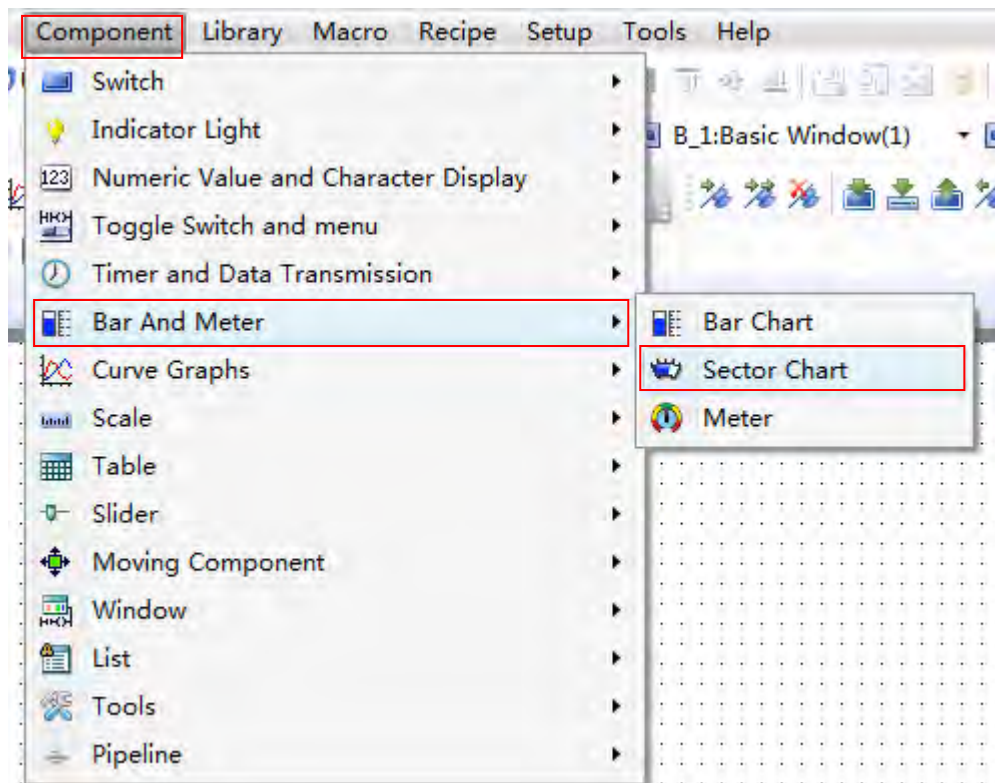 Component Library Macro Recipe Setup Tools Help
Switch
Indicator Light
B_1:Basic Window(1)
123 Numeric Value and Character Display
Toggle Switch and menu
Timer and Data Transmission
Bar And Meter
Bar Chart
Curve Graphs
Sector Chart
Scale
Meter
Table
Slider
Moving Component
Window
List
Tools
Pipeline